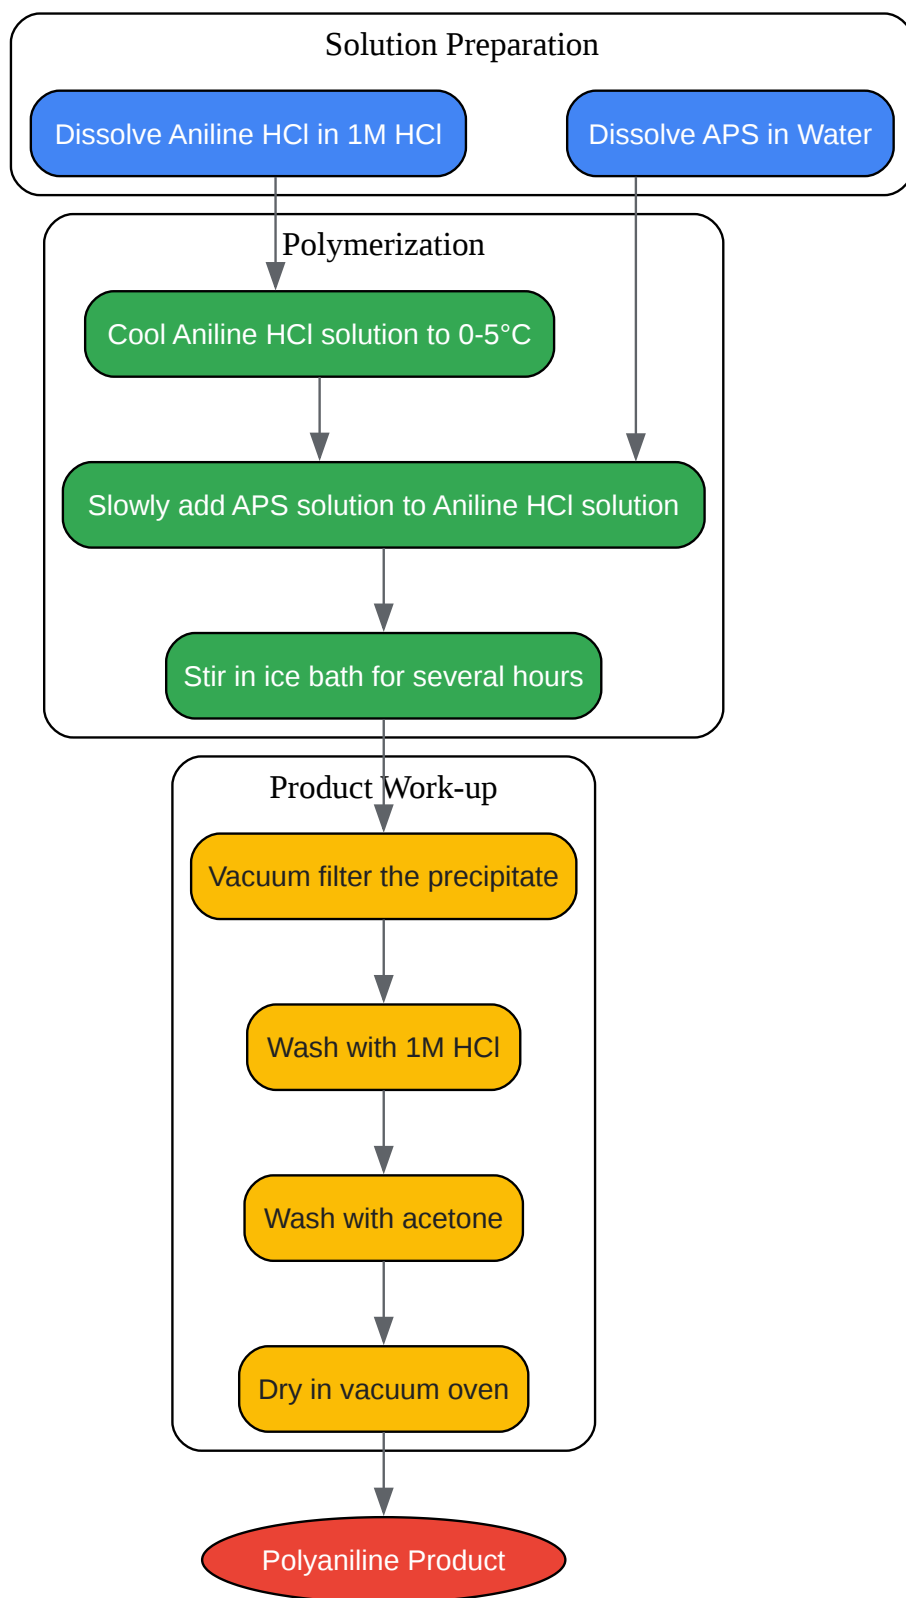 Solution Preparation
Dissolve Aniline HCl in 1M HCl
Dissolve APS in Water
Polymerization
Cool Aniline HCl solution to 0-5°C
Slowly add APS solution to Aniline HCl solution
Stir in ice bath for several hours
Product Work-up
Vacuum filter the precipitate
Wash with 1M HCl
Wash with acetone
Dry in vacuum oven
Polyaniline Product